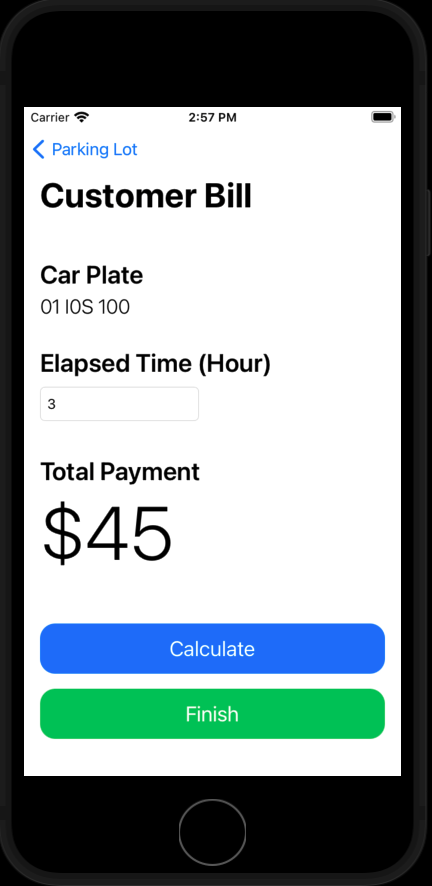 Carrier 2:57 PM
Parking Lot
Customer Bill
Car Plate
01 IOS 100
Elapsed Time (Hour)
3
Total Payment
$45
Calculate
Finish